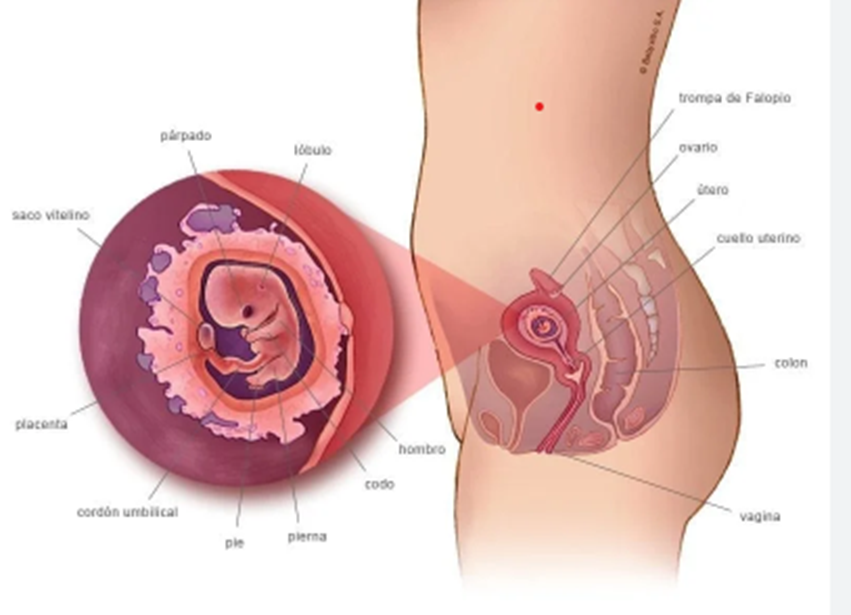 párpado
lóbulo
saco vitelino
placenta
cordón umbilical
pie
pierna
codo
hombro
trompa de Falopio
ovario
útero
cuello uterino
colon
vagina